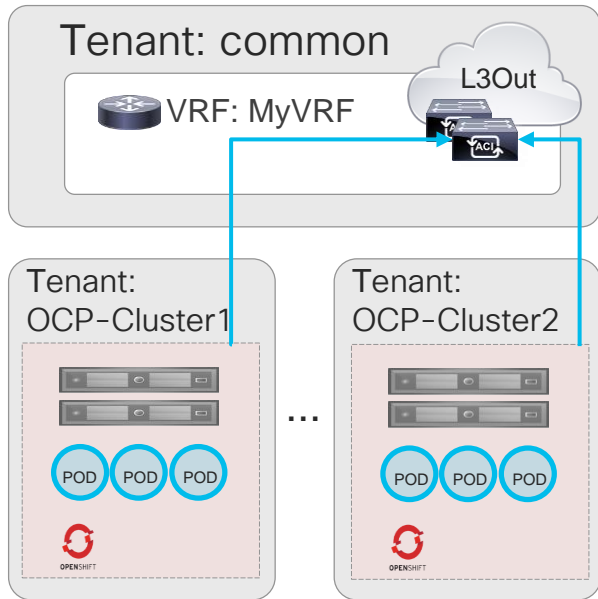 Tenant: common
L3Out
VRF: MyVRF
ACI
Tenant:
OCP-Cluster1
POD POD POD
OPENSHIFT
...
Tenant:
OCP-Cluster2
POD POD POD
OPENSHIFT